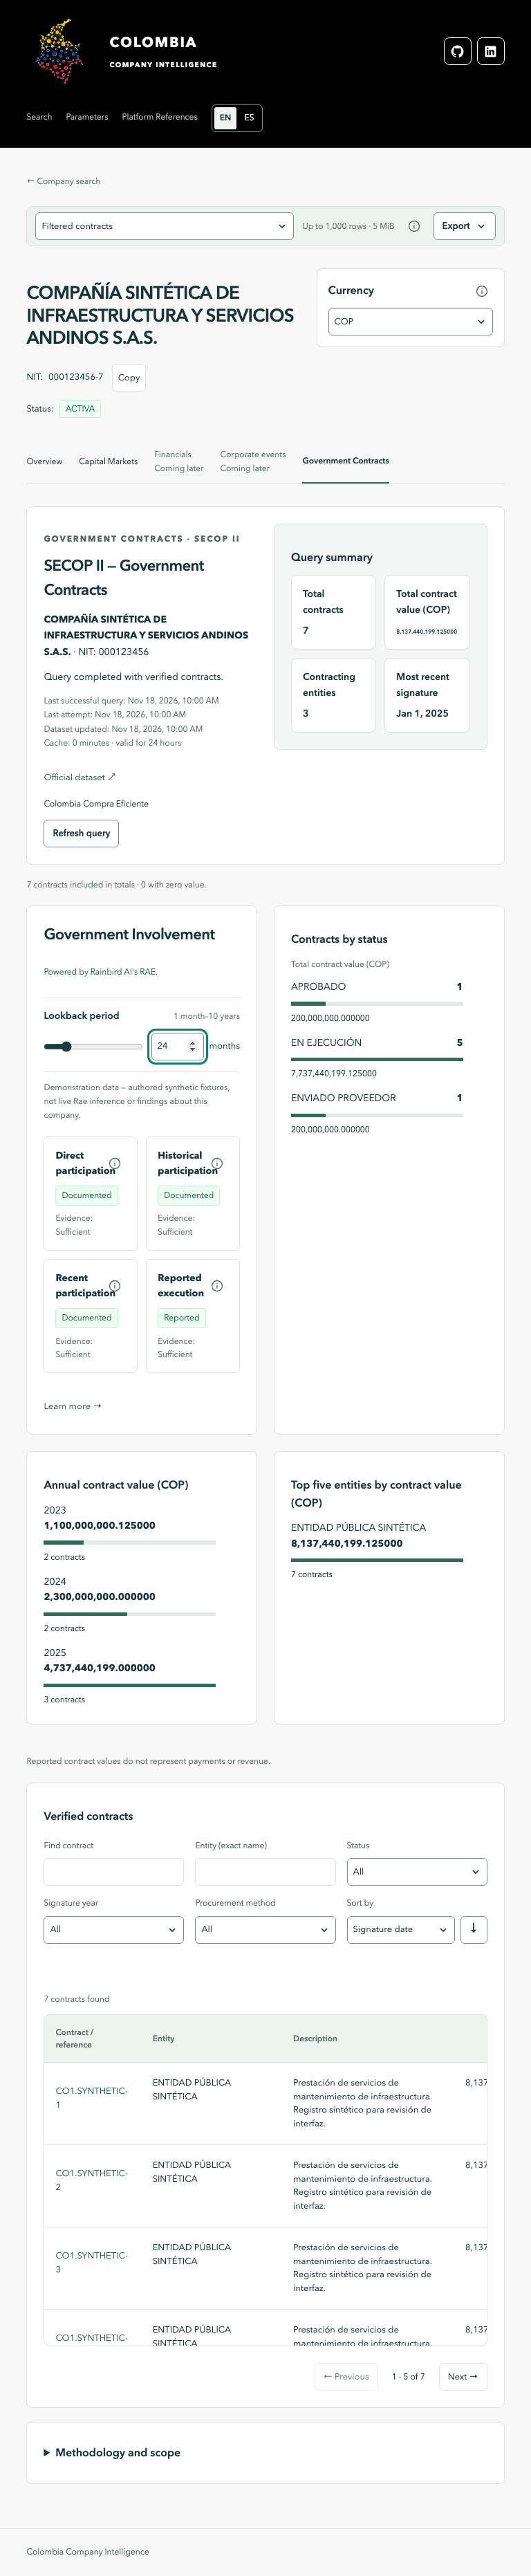 COLOMBIA
COMPANY INTELLIGENCE
Search
Parameters
Platform References
EN
ES
← Company search
Filtered contracts
Up to 1,000 rows · 5 MiB
Export
COMPAÑÍA SINTÉTICA DE
INFRAESTRUCTURA Y SERVICIOS
ANDINOS S.A.S.
Currency
COP
NIT: 000123456-7
Copy
Status:
ACTIVA
Overview
Capital Markets
Financials
Coming later
Corporate events
Coming later
Government Contracts
GOVERNMENT CONTRACTS · SECOP II
SECOP II — Government
Contracts
COMPAÑÍA SINTÉTICA DE
INFRAESTRUCTURA Y SERVICIOS ANDINOS
S.A.S. · NIT: 000123456
Query completed with verified contracts.
Last successful query: Nov 18, 2026, 10:00 AM
Last attempt: Nov 18, 2026, 10:00 AM
Dataset updated: Nov 18, 2026, 10:00 AM
Cache: 0 minutes · valid for 24 hours
Official dataset ↗
Colombia Compra Eficiente
Refresh query
Query summary
Total
contracts
7
Total contract
value (COP)
8,137,440,199.125000
Contracting
entities
3
Most recent
signature
Jan 1, 2025
7 contracts included in totals · 0 with zero value.
Government Involvement
Powered by Rainbird AI's RAE.
Lookback period
1 month–10 years
24
months
Demonstration data — authored synthetic fixtures,
not live Rae inference or findings about this
company.
Direct
participation
Documented
Evidence:
Sufficient
Historical
participation
Documented
Evidence:
Sufficient
Recent
participation
Documented
Evidence:
Sufficient
Reported
execution
Reported
Evidence:
Sufficient
Learn more →
Contracts by status
Total contract value (COP)
APROBADO 1
200,000,000.000000
EN EJECUCIÓN 5
7,737,440,199.125000
ENVIADO PROVEEDOR 1
200,000,000.000000
Annual contract value (COP)
2023
1,100,000,000.125000
2 contracts
2024
2,300,000,000.000000
2 contracts
2025
4,737,440,199.000000
3 contracts
Top five entities by contract value
(COP)
ENTIDAD PÚBLICA SINTÉTICA
8,137,440,199.125000
7 contracts
Reported contract values do not represent payments or revenue.
Verified contracts
Find contract
Entity (exact name)
Status
All
Signature year
All
Procurement method
All
Sort by
Signature date
↓
7 contracts found
Contract /
reference
Entity
Description
CO1.SYNTHETIC-
1
ENTIDAD PÚBLICA
SINTÉTICA
Prestación de servicios de
mantenimiento de infraestructura.
Registro sintético para revisión de
interfaz.
8,137
CO1.SYNTHETIC-
2
ENTIDAD PÚBLICA
SINTÉTICA
Prestación de servicios de
mantenimiento de infraestructura.
Registro sintético para revisión de
interfaz.
8,137
CO1.SYNTHETIC-
3
ENTIDAD PÚBLICA
SINTÉTICA
Prestación de servicios de
mantenimiento de infraestructura.
Registro sintético para revisión de
interfaz.
8,137
CO1.SYNTHETIC-
ENTIDAD PÚBLICA
SINTÉTICA
Prestación de servicios de
mantenimiento de infraestructura.
8,137
← Previous
1 - 5 of 7
Next →
Methodology and scope
Colombia Company Intelligence